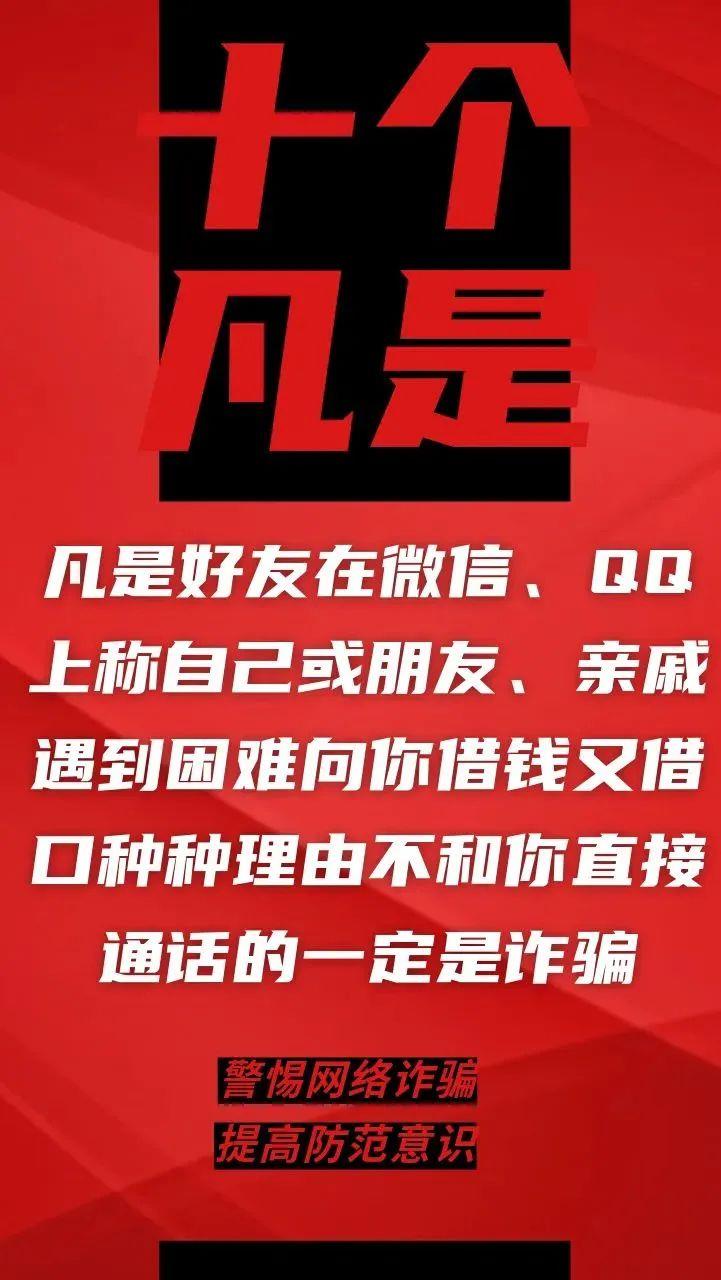 十个
凡是
凡是好友在微信、QQ
上称自己或朋友、亲戚
遇到困难向你借钱又借
口种种理由不和你直接
通话的一定是诈骗
警惕网络诈骗
提高防范意识